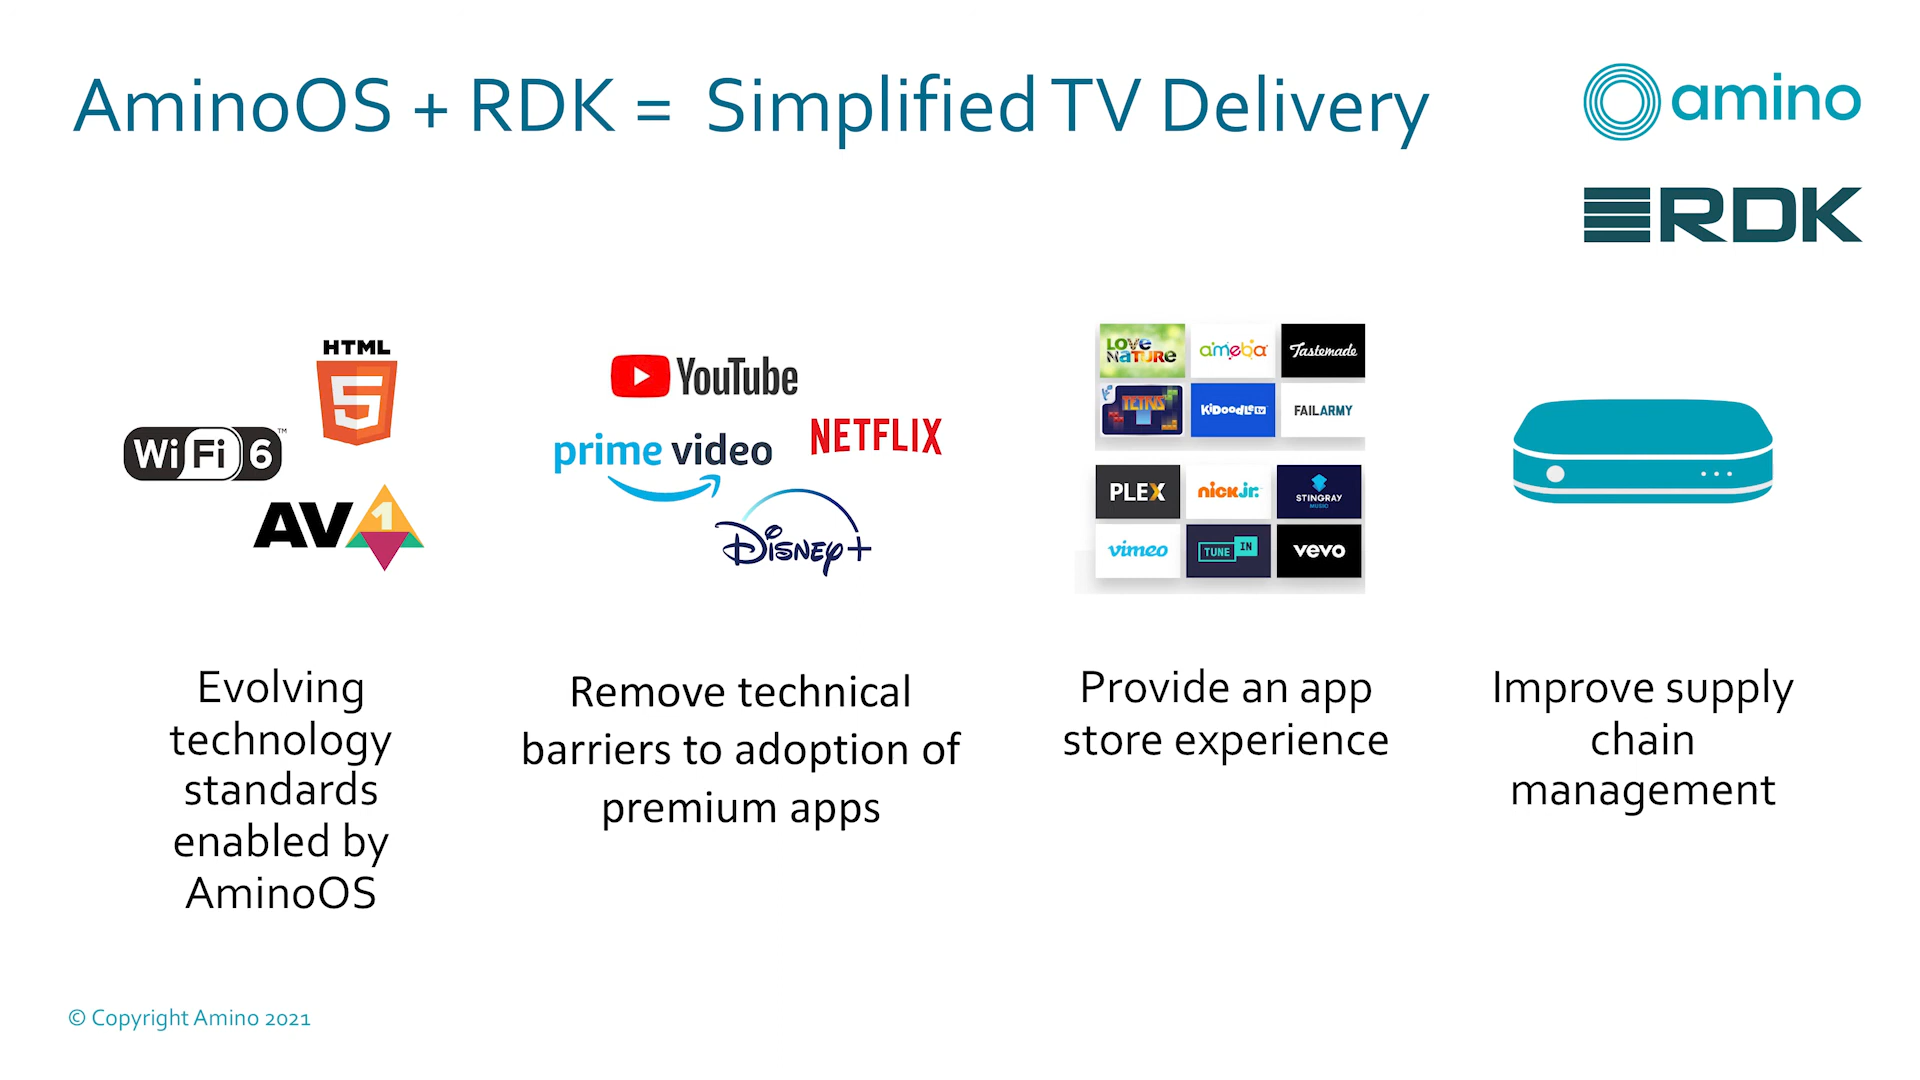 AminoOS + RDK = Simplified TV Delivery
amino
RDK
HTML
5
WiFi 6™
AV1
YouTube
NETFLIX
prime video
Disney+
LOVE NATURE
ameba
Tastemade
TETRIS
KiDoodle TV
FAILARMY
PLEX
nick jr.
STINGRAY
MUSIC
vimeo
TUNE IN
vevo
Evolving
technology
standards
enabled by
AminoOS
Remove technical
barriers to adoption of
premium apps
Provide an app
store experience
Improve supply
chain
management
© Copyright Amino 2021